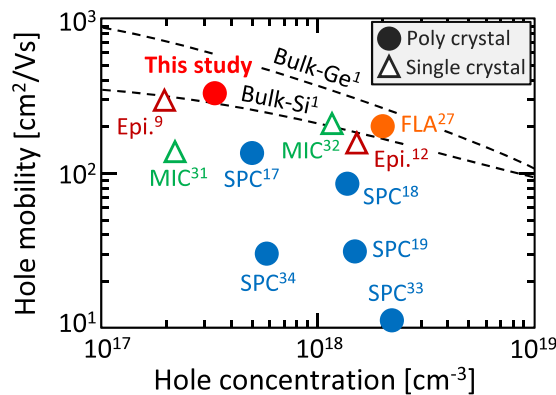 10³
Poly crystal
Single crystal
Bulk-Ge¹
This study
Bulk-Si¹
Epi.⁹
MIC³²
FLA²⁷
MIC³¹
SPC¹⁷
Epi.¹²
10²
SPC¹⁸
SPC¹⁹
SPC³⁴
SPC³³
10¹
10¹⁷
10¹⁸
10¹⁹
Hole mobility [cm²/Vs]
Hole concentration [cm⁻³]